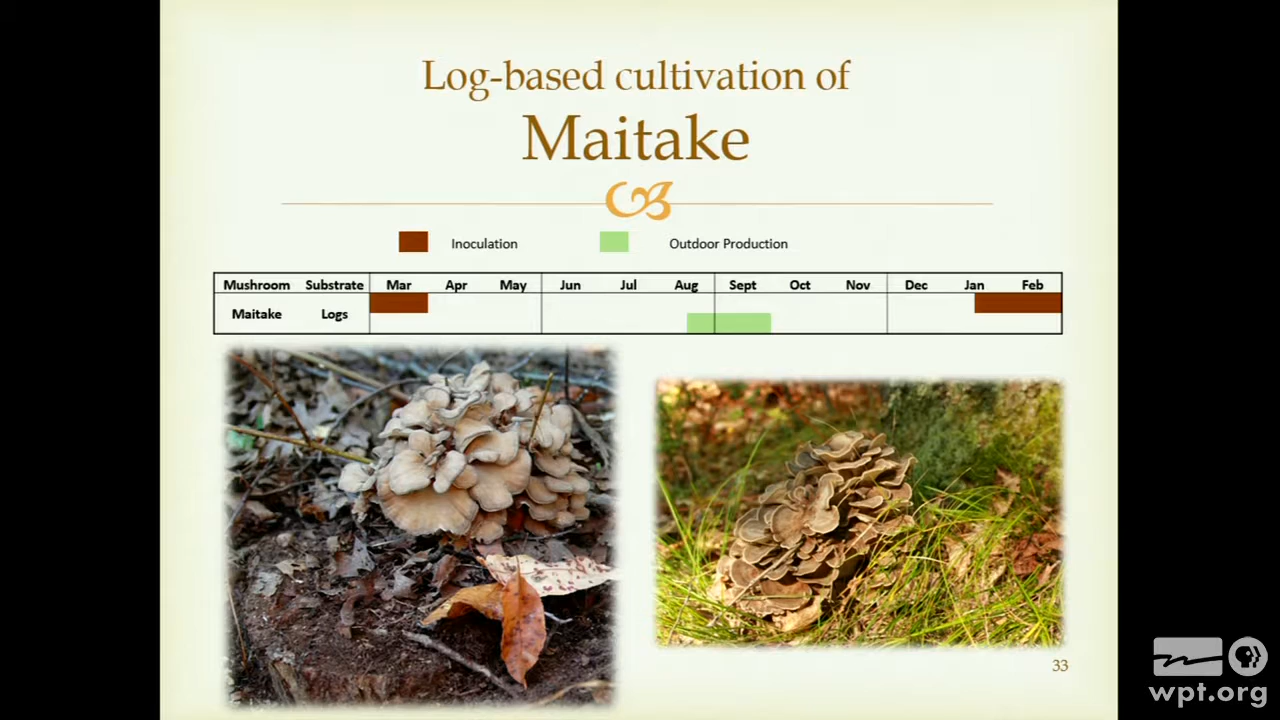 Log-based cultivation of
Maitake
Inoculation Outdoor Production
Mushroom Substrate Mar Apr May Jun Jul Aug Sept Oct Nov Dec Jan Feb
Maitake Logs
33
wpt.org